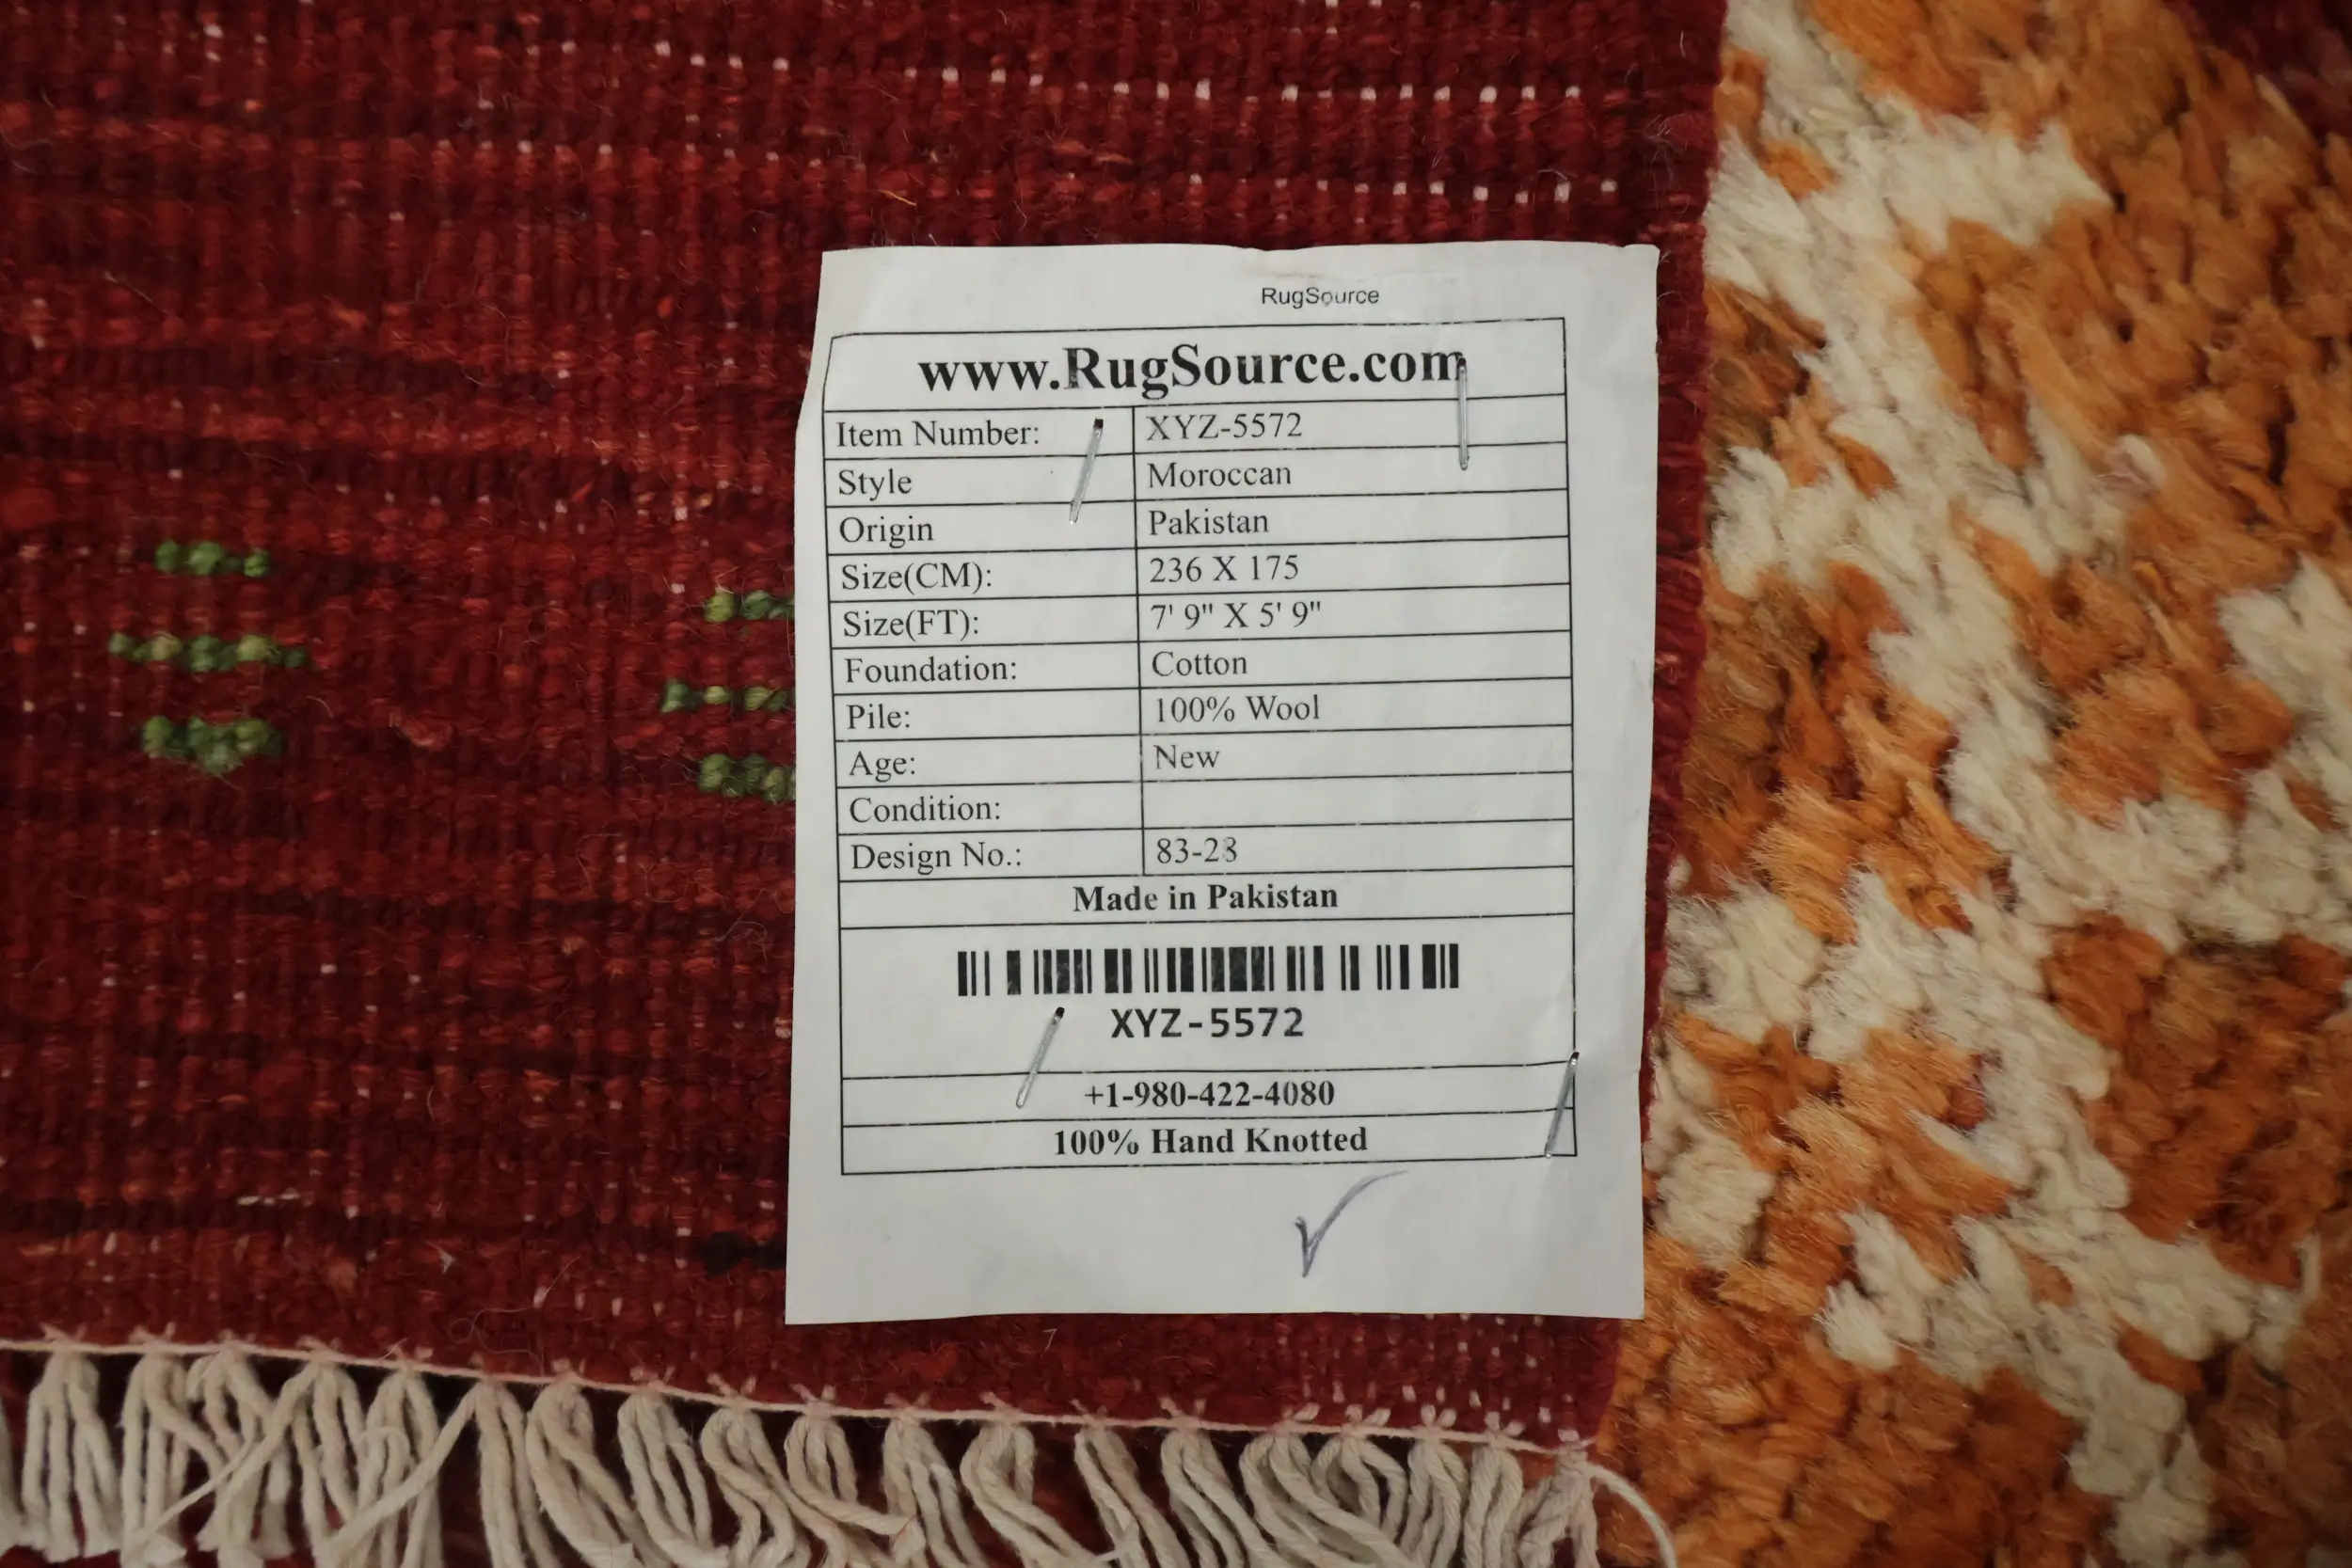 RugSource
www.RugSource.com
Item Number: XYZ-5572
Style Moroccan
Origin Pakistan
Size(CM): 236 X 175
Size(FT): 7' 9" X 5' 9"
Foundation: Cotton
Pile: 100% Wool
Age: New
Condition:
Design No.: 83-23
Made in Pakistan
XYZ-5572
+1-980-422-4080
100% Hand Knotted